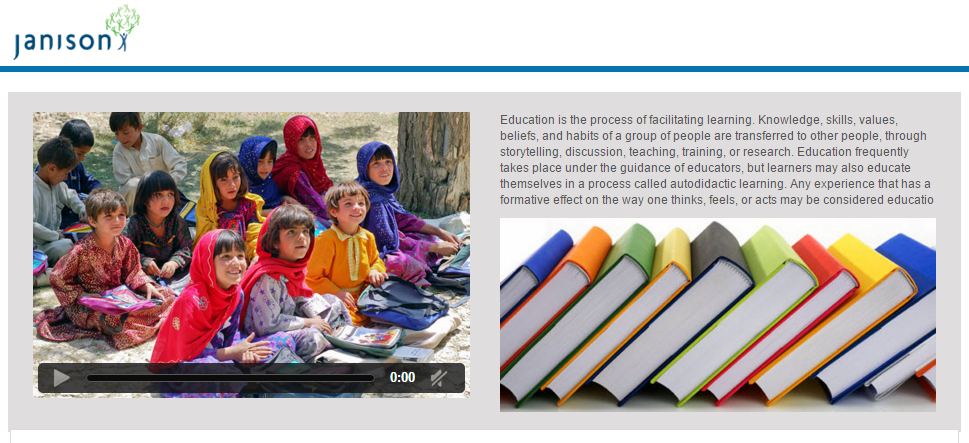 Janison
Education is the process of facilitating learning. Knowledge, skills, values,
beliefs, and habits of a group of people are transferred to other people, through
storytelling, discussion, teaching, training, or research. Education frequently
takes place under the guidance of educators, but learners may also educate
themselves in a process called autodidactic learning. Any experience that has a
formative effect on the way one thinks, feels, or acts may be considered educatio
0:00